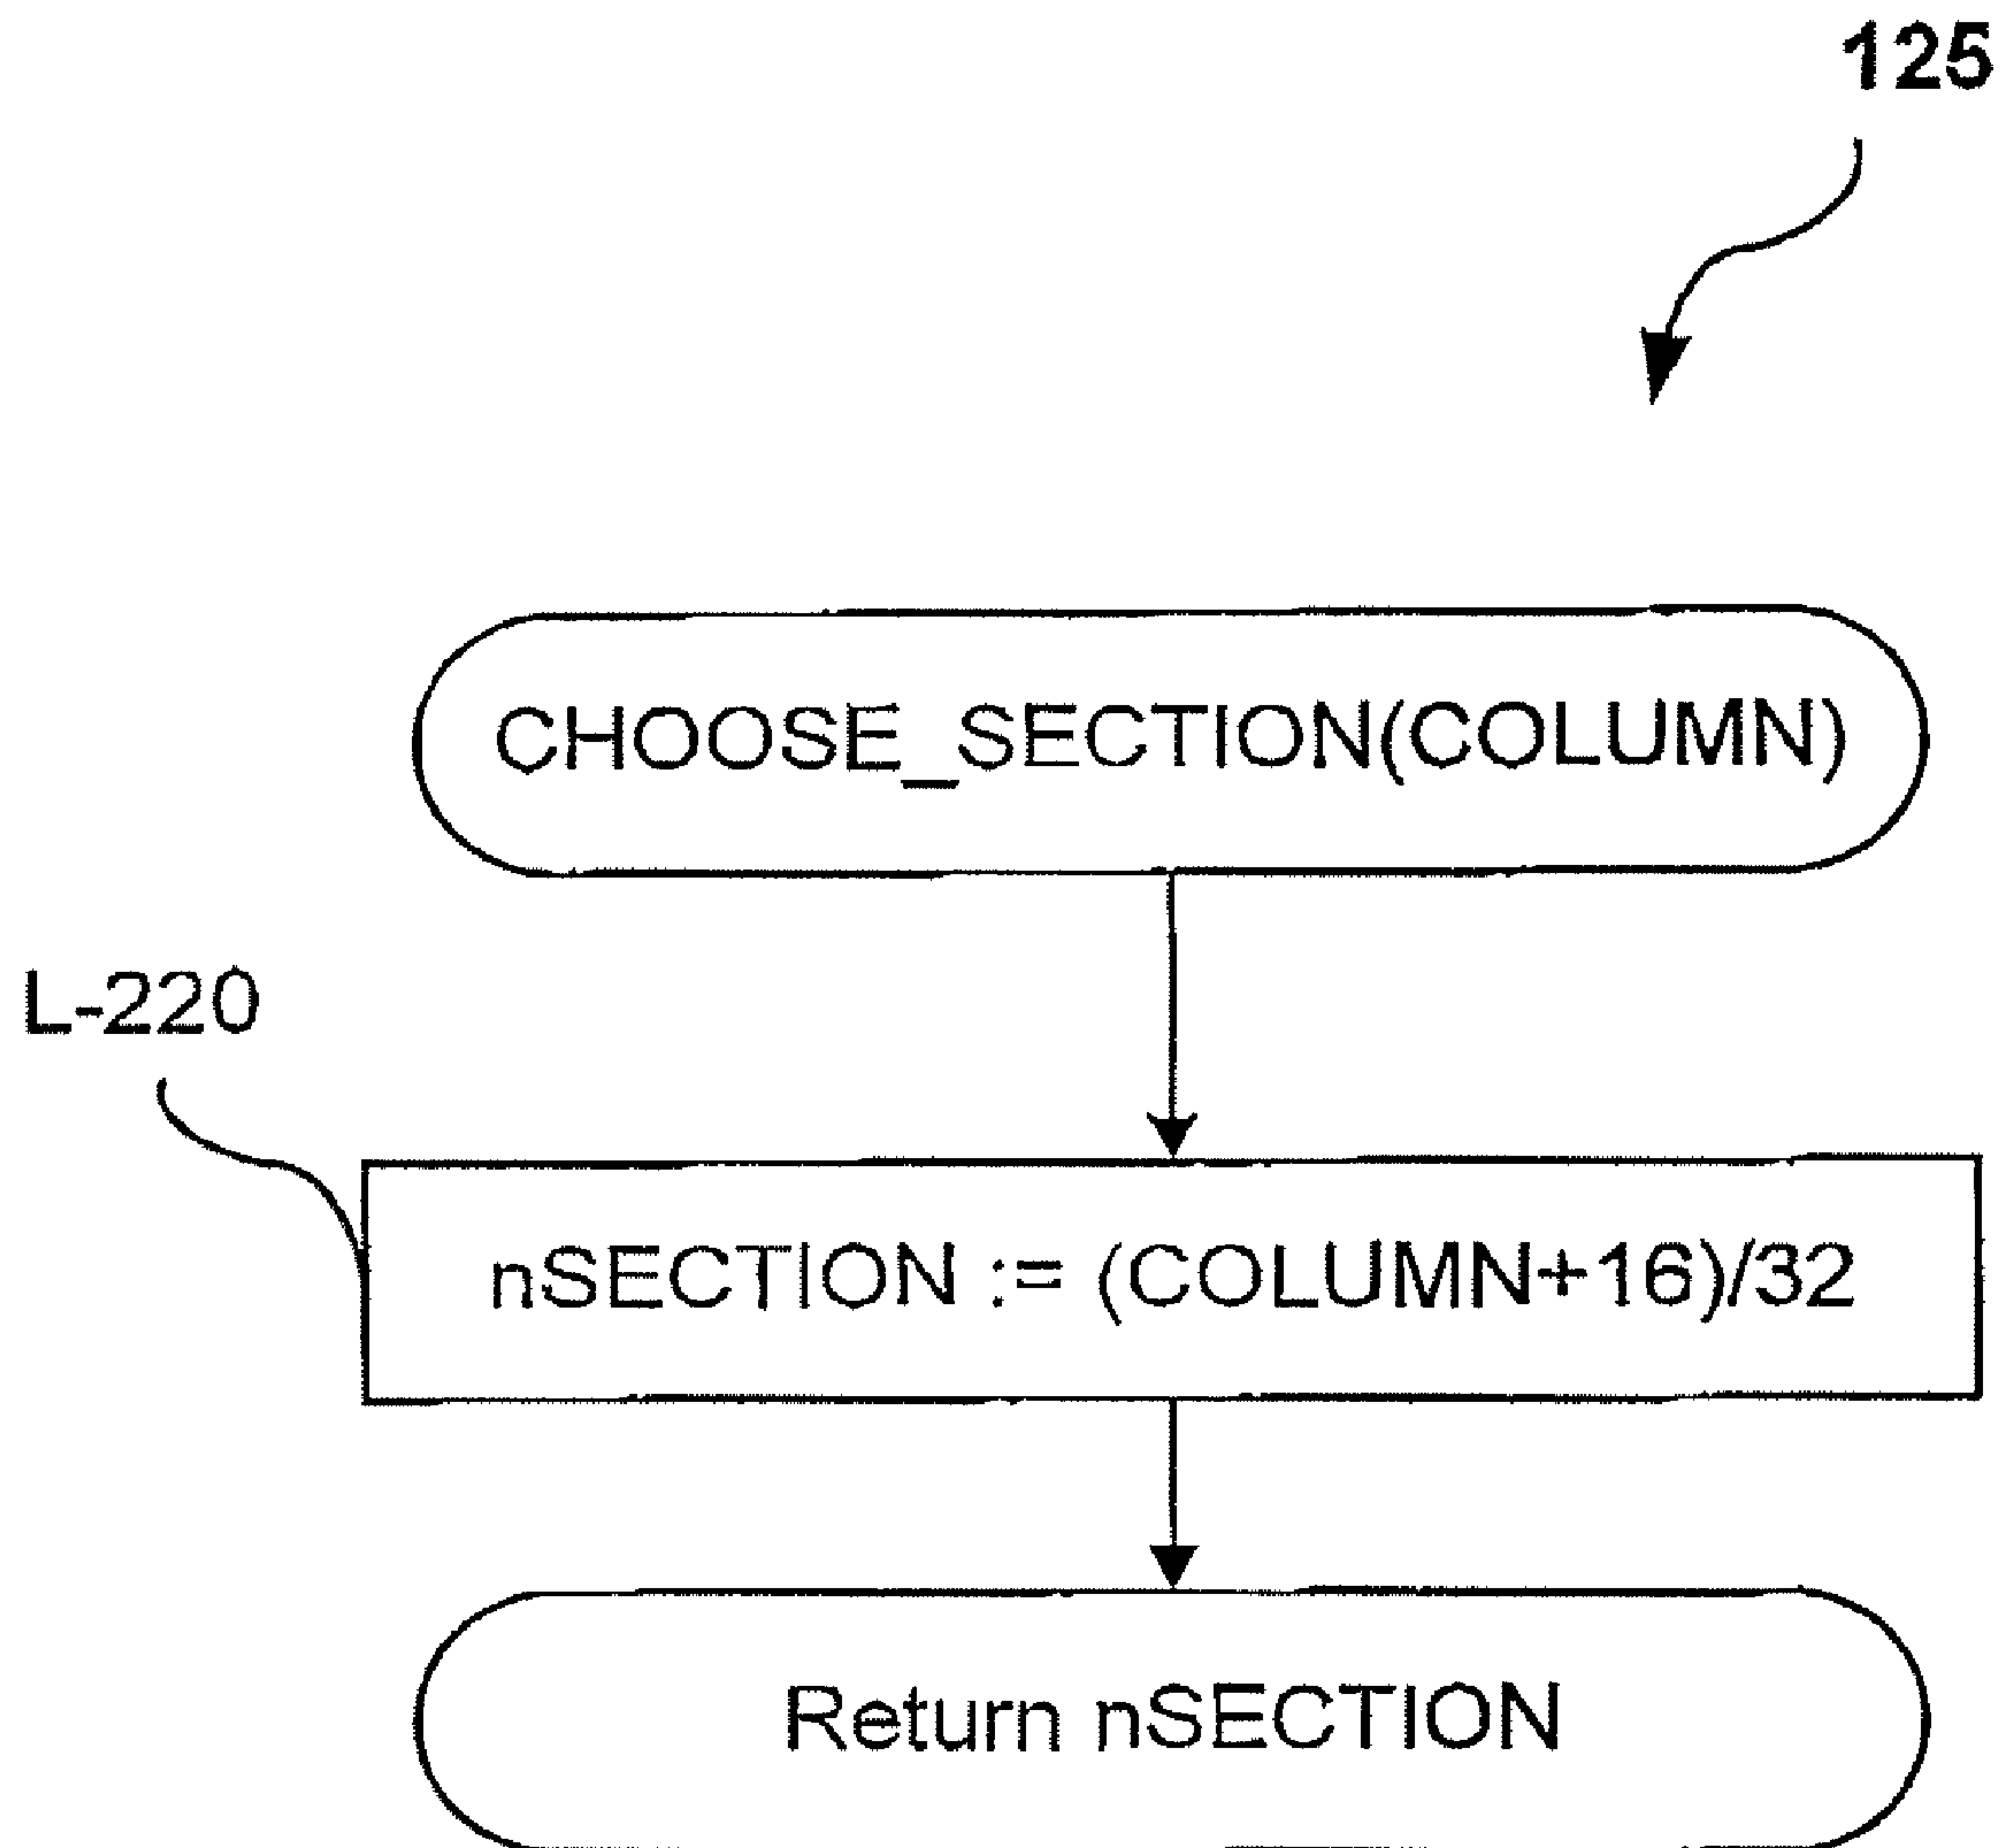 125
CHOOSE_SECTION(COLUMN)
L-220
nSECTION := (COLUMN+16)/32
Return nSECTION